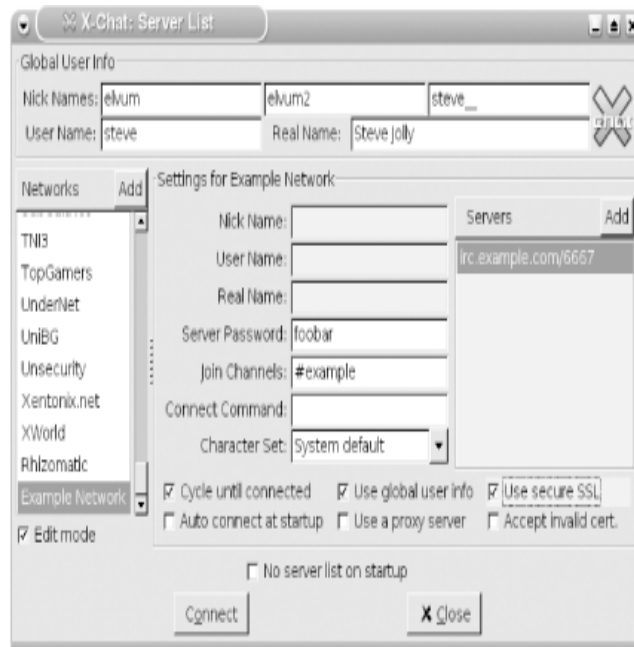 X-Chat: Server List
Global User Info
Nick Names: elvum elvum2 steve__
User Name: steve Real Name: Steve Jolly
Networks Add
Settings for Example Network
TNI3
TopGamers
UnderNet
UniBG
Unsecurity
Xentonix.net
XWorld
Rhizomatic
Example Network
Edit mode
Nick Name:
User Name:
Real Name:
Server Password: foobar
Join Channels: #example
Connect Command:
Character Set: System default
Servers Add
irc.example.com/6667
Cycle until connected Use global user info Use secure SSL
Auto connect at startup Use a proxy server Accept invalid cert.
No server list on startup
Connect Close